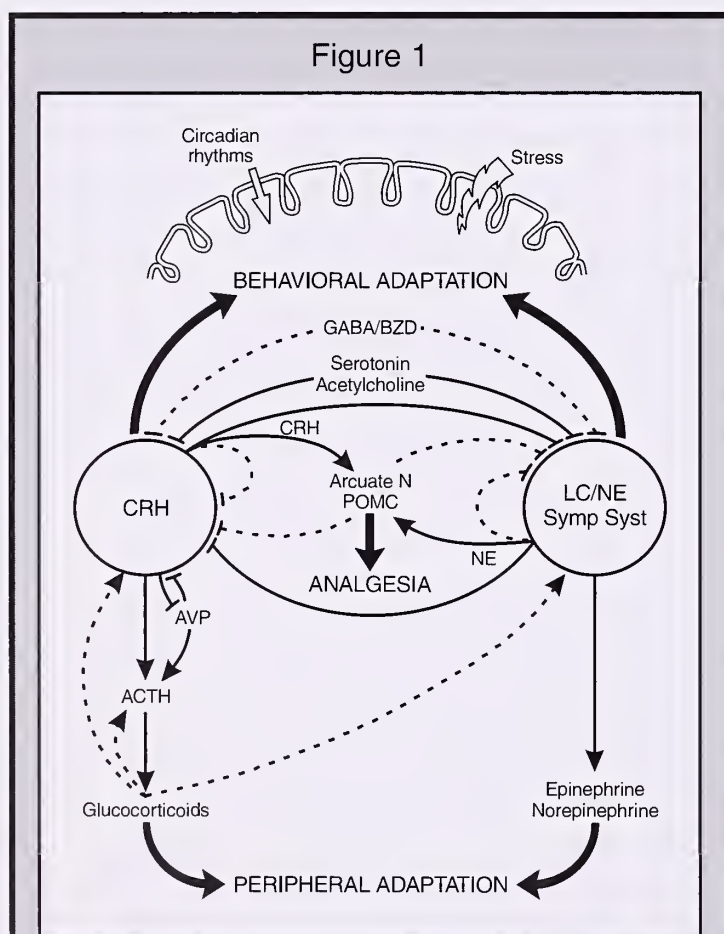 Figure 1
Circadian
rhythms
Stress
BEHAVIORAL ADAPTATION
GABA/BZD
Serotonin
Acetylcholine
CRH
CRH
Arcuate N
POMC
LC/NE
Symp Syst
NE
ANALGESIA
AVP
ACTH
Glucocorticoids
Epinephrine
Norepinephrine
PERIPHERAL ADAPTATION